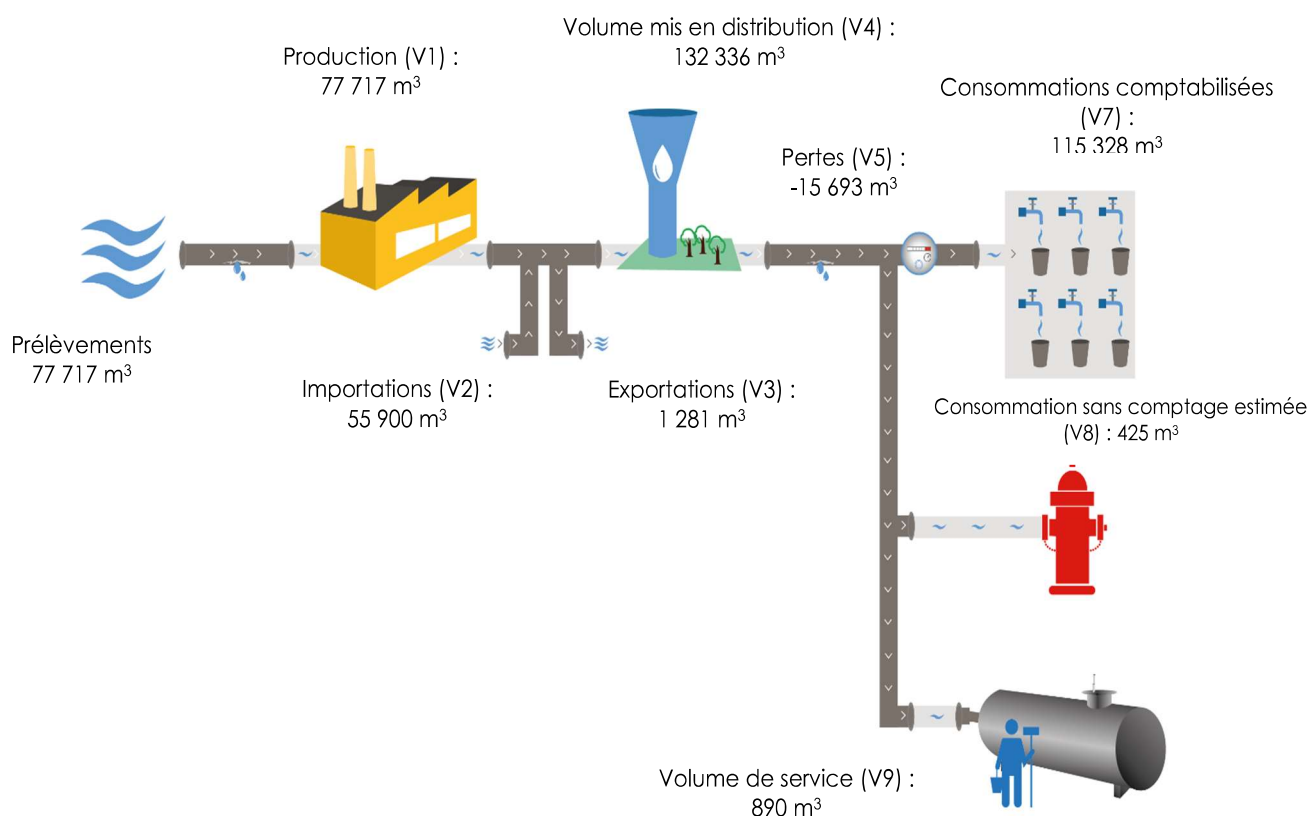 Volume mis en distribution (V4) :
132 336 m³
Production (V1) :
77 717 m³
Consommations comptabilisées
(V7) :
115 328 m³
Pertes (V5) :
-15 693 m³
Prélèvements
77 717 m³
Importations (V2) :
55 900 m³
Exportations (V3) :
1 281 m³
Consommation sans comptage estimée
(V8) : 425 m³
Volume de service (V9) :
890 m³